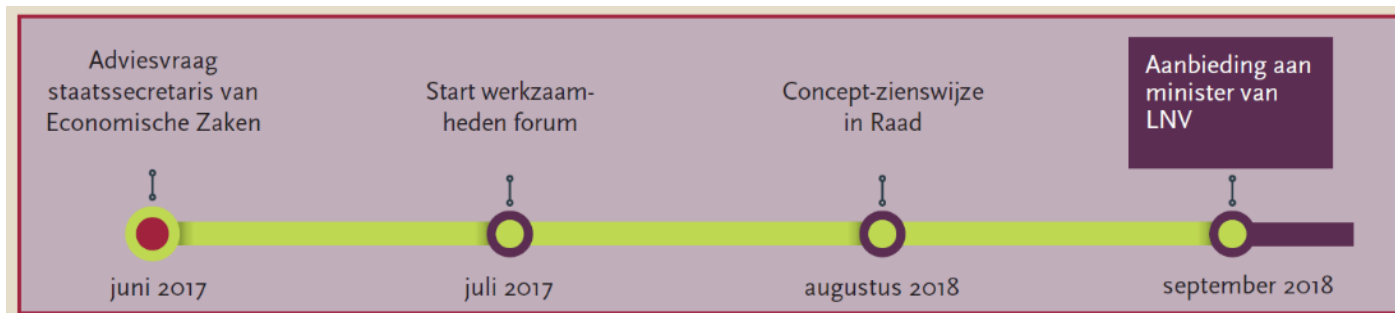 Adviesvraag
staatssecretaris van
Economische Zaken
Start werkzaam-
heden forum
Concept-zienswijze
in Raad
Aanbieding aan
minister van
LNV
juni 2017
juli 2017
augustus 2018
september 2018